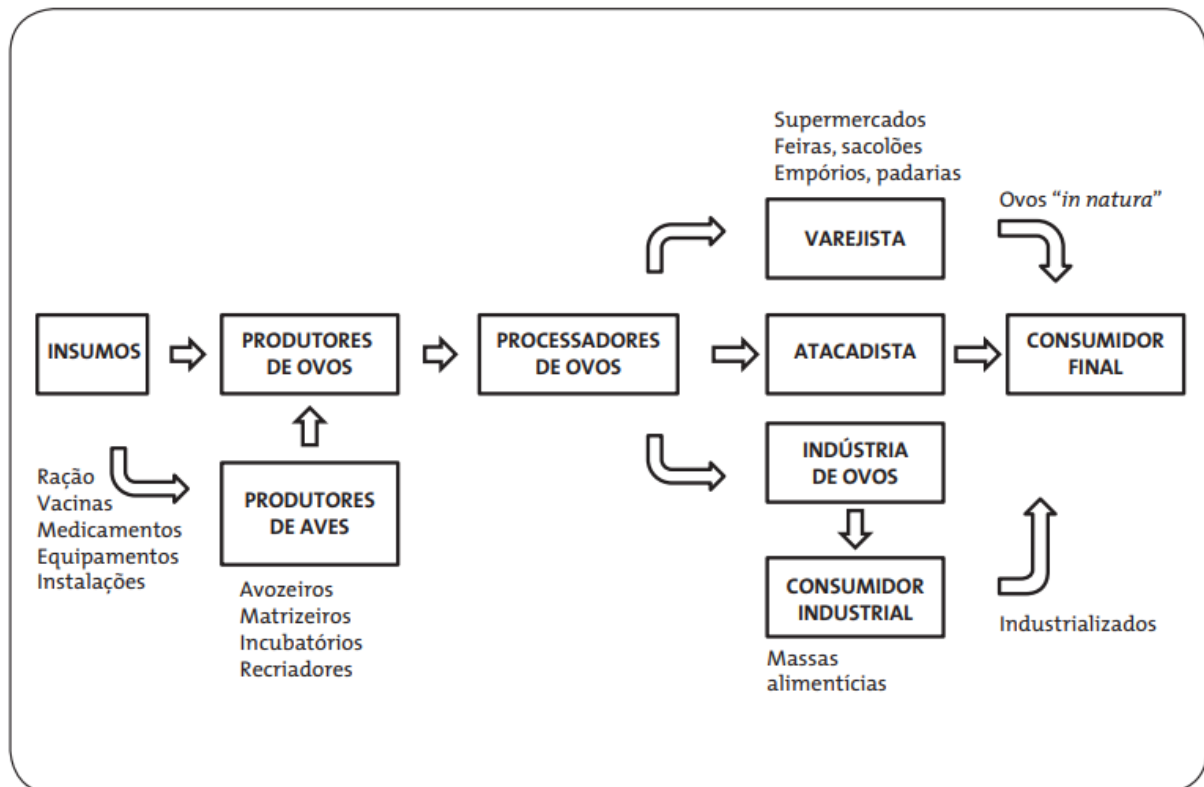 Supermercados
Feiras, sacolões
Empórios, padarias
VAREJISTA
Ovos “in natura”
INSUMOS
PRODUTORES
DE OVOS
PROCESSADORES
DE OVOS
ATACADISTA
CONSUMIDOR
FINAL
Ração
Vacinas
Medicamentos
Equipamentos
Instalações
PRODUTORES
DE AVES
Avozeiros
Matrizeiros
Incubatórios
Recriadores
INDÚSTRIA
DE OVOS
CONSUMIDOR
INDUSTRIAL
Massas
alimentícias
Industrializados